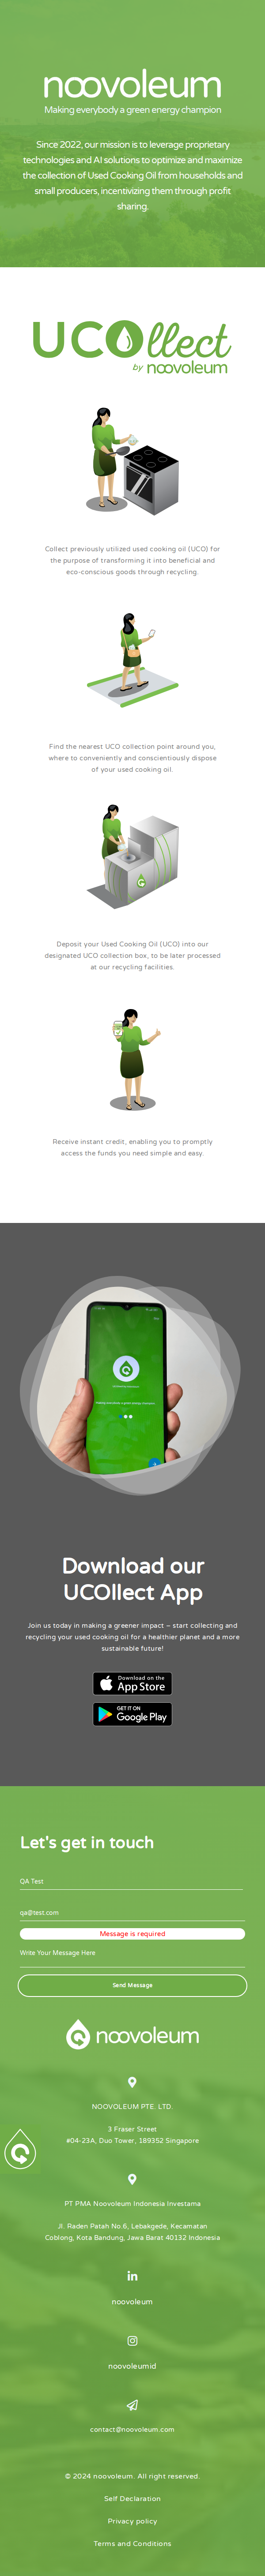 noovoleum
Making everybody a green energy champion
Since 2022, our mission is to leverage proprietary
technologies and AI solutions to optimize and maximize
the collection of Used Cooking Oil from households and
small producers, incentivizing them through profit
sharing.
UCOllect
by noovoleum
Collect previously utilized used cooking oil (UCO) for
the purpose of transforming it into beneficial and
eco-conscious goods through recycling.
Find the nearest UCO collection point around you,
where to conveniently and conscientiously dispose
of your used cooking oil.
Deposit your Used Cooking Oil (UCO) into our
designated UCO collection box, to be later processed
at our recycling facilities.
Receive instant credit, enabling you to promptly
access the funds you need simple and easy.
Download our
UCOllect App
Join us today in making a greener impact – start collecting and
recycling your used cooking oil for a healthier planet and a more
sustainable future!
Download on the
App Store
GET IT ON
Google Play
Let's get in touch
QA Test
qa@test.com
Message is required
Write Your Message Here
Send Message
noovoleum
NOOVOLEUM PTE. LTD.
3 Fraser Street
#04-23A, Duo Tower, 189352 Singapore
PT PMA Noovoleum Indonesia Investama
Jl. Raden Patah No.6, Lebakgede, Kecamatan
Coblong, Kota Bandung, Jawa Barat 40132 Indonesia
noovoleum
noovoleumid
contact@noovoleum.com
© 2024 noovoleum. All right reserved.
Self Declaration
Privacy policy
Terms and Conditions